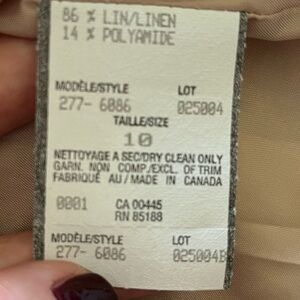 86 % LIN/LINEN
14 % POLYAMIDE
MODÈLE/STYLE LOT
277- 6086 025004
TAILLE/SIZE
10
NETTOYAGE A SEC/DRY CLEAN ONLY
GARN. NON COMP./EXCL. OF TRIM
FABRIQUÉ AU/MADE IN CANADA
0001 CA 00445
RN 85188
MODÈLE/STYLE LOT
277- 6086 025004B